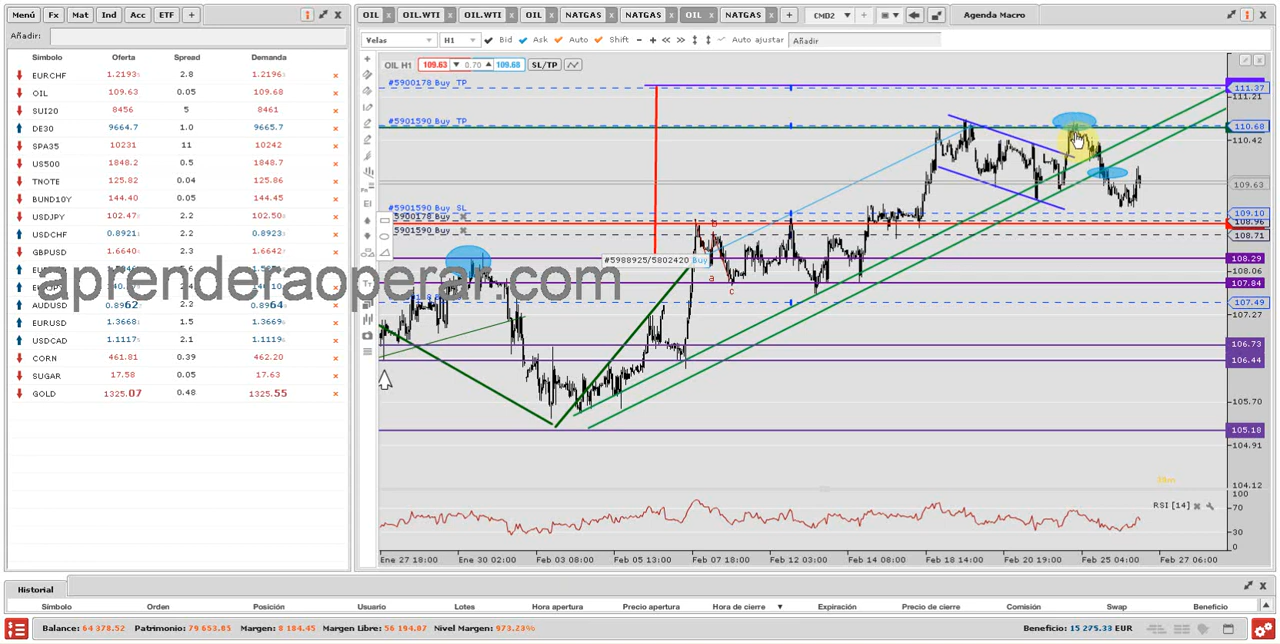 Menú Fx Mat Ind Acc ETF +
Añadir:
Símbolo Oferta Spread Demanda
EURCHF 1.2193 2.8 1.2196
OIL 109.63 0.05 109.68
SUI20 8456 5 8461
DE30 9664.7 1.0 9665.7
SPA35 10231 11 10242
US500 1848.2 0.5 1848.7
TNOTE 125.82 0.04 125.86
BUND10Y 144.40 0.05 144.45
USDJPY 102.47 2.8 102.50
USDCHF 0.8921 2.3 0.8923
GBPUSD 1.6640 2.3 1.6642
aprenderaoperar.com
AUDUSD 0.8962 0.8964
EURUSD 1.3668 1.5 1.3669
USDCAD 1.1117 2.1 1.1119
CORN 461.81 0.39 462.20
SUGAR 17.58 0.05 17.63
GOLD 1325.07 0.48 1325.55
OIL OIL.WTI OIL.WTI OIL NATGAS NATGAS OIL NATGAS + CMD2 Agenda Macro
Velas H1 Bid Ask Auto Shift Auto ajustar Añadir
OIL H1 109.63 0.70 109.68 SL/TP
#5900178 Buy TP
111.37
111.21
#5901590 Buy TP
110.68
110.42
109.63
#5901590 Buy SL
109.10
5900178 Buy
108.96
5901590 Buy
108.71
b
#5988925/5802420 Buy
108.29
108.06
a
c
107.84
107.49
107.27
106.73
106.44
105.70
105.18
104.91
104.12
RSI [14]
100
70
30
0
Ene 27 18:00 Ene 30 02:00 Feb 03 08:00 Feb 05 13:00 Feb 07 18:00 Feb 12 03:00 Feb 14 08:00 Feb 18 14:00 Feb 20 19:00 Feb 25 04:00 Feb 27 06:00
Historial
Símbolo Orden Posición Usuario Lotes Hora apertura Precio apertura Hora de cierre Expiración Precio de cierre Comisión Swap Beneficio
Balance: 64 378.52 Patrimonio: 79 653.85 Margen: 8 184.45 Margen Libre: 56 194.07 Nivel Margen: 973.23% Beneficio: 15 275.33 EUR